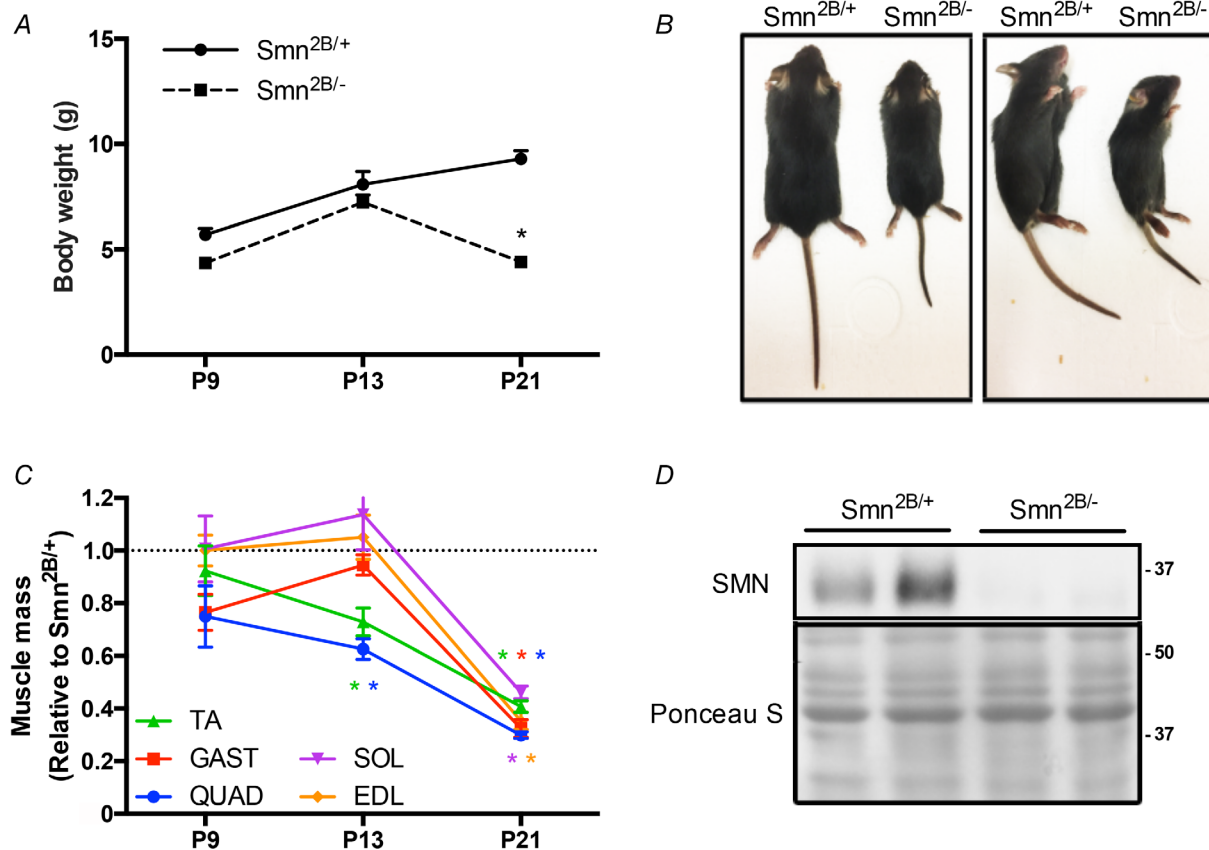 A
15
10
5
0
Body weight (g)
Smn2B/+
Smn2B/-
*
P9 P13 P21
B
Smn2B/+ Smn2B/- Smn2B/+ Smn2B/-
C
1.2
1.0
0.8
0.6
0.4
0.2
0
Muscle mass
(Relative to Smn2B/+)
* * *
* *
* *
TA
GAST SOL
QUAD EDL
P9 P13 P21
D
Smn2B/+ Smn2B/-
SMN
- 37
- 50
Ponceau S
- 37